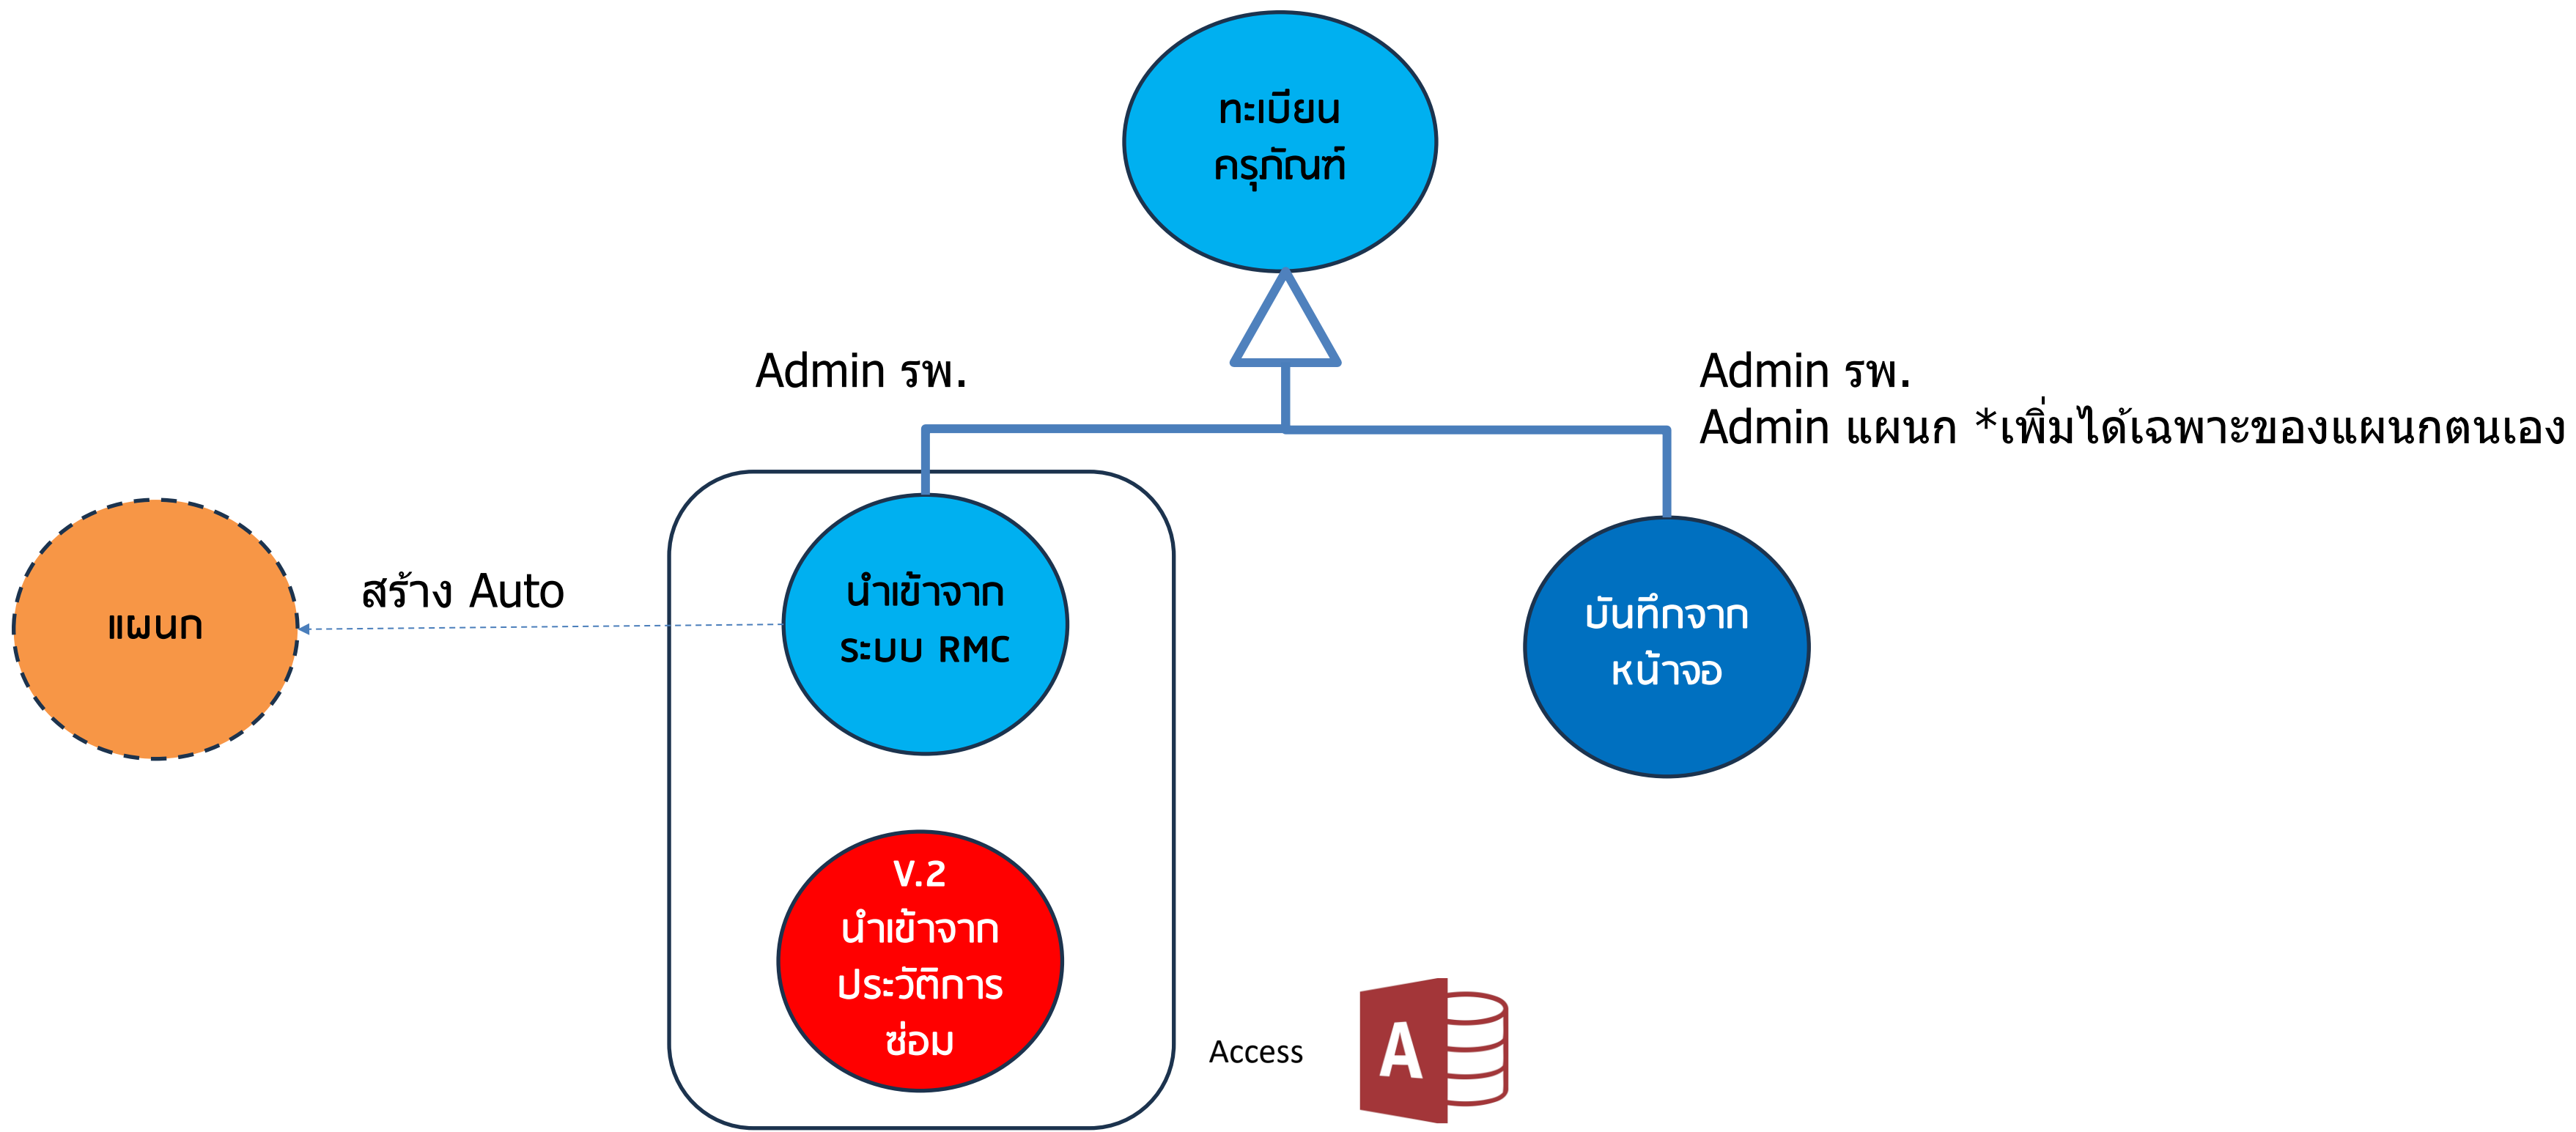 ทะเบียน
ครุภัณฑ์
Admin รพ.
Admin รพ.
Admin แผนก *เพิ่มได้เฉพาะของแผนกตนเอง
แผนก
สร้าง Auto
นำเข้าจาก
ระบบ RMC
บันทึกจาก
หน้าจอ
V.2
นำเข้าจาก
ประวัติการ
ซ่อม
Access
A